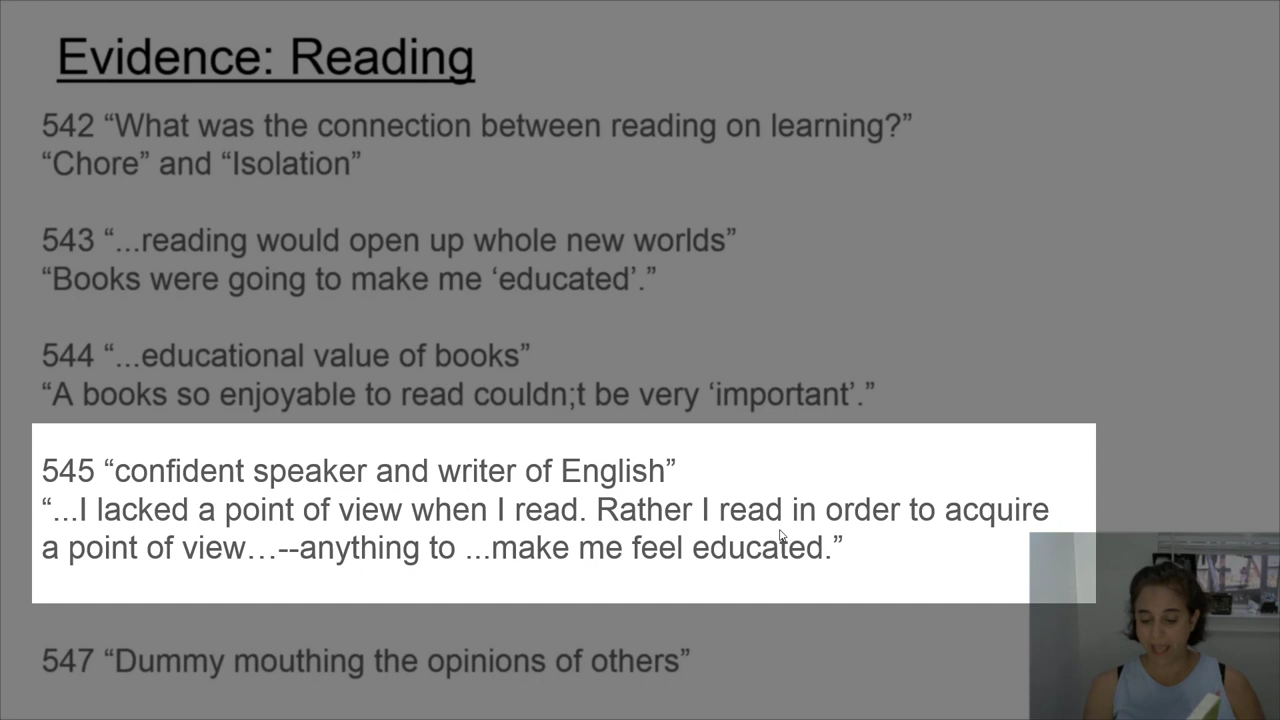 Evidence: Reading
542 “What was the connection between reading on learning?”
“Chore” and “Isolation”
543 “...reading would open up whole new worlds”
“Books were going to make me ‘educated’.”
544 “...educational value of books”
“A books so enjoyable to read couldn;t be very ‘important’.”
545 “confident speaker and writer of English”
“...I lacked a point of view when I read. Rather I read in order to acquire
a point of view…--anything to ...make me feel educated.”
547 “Dummy mouthing the opinions of others”